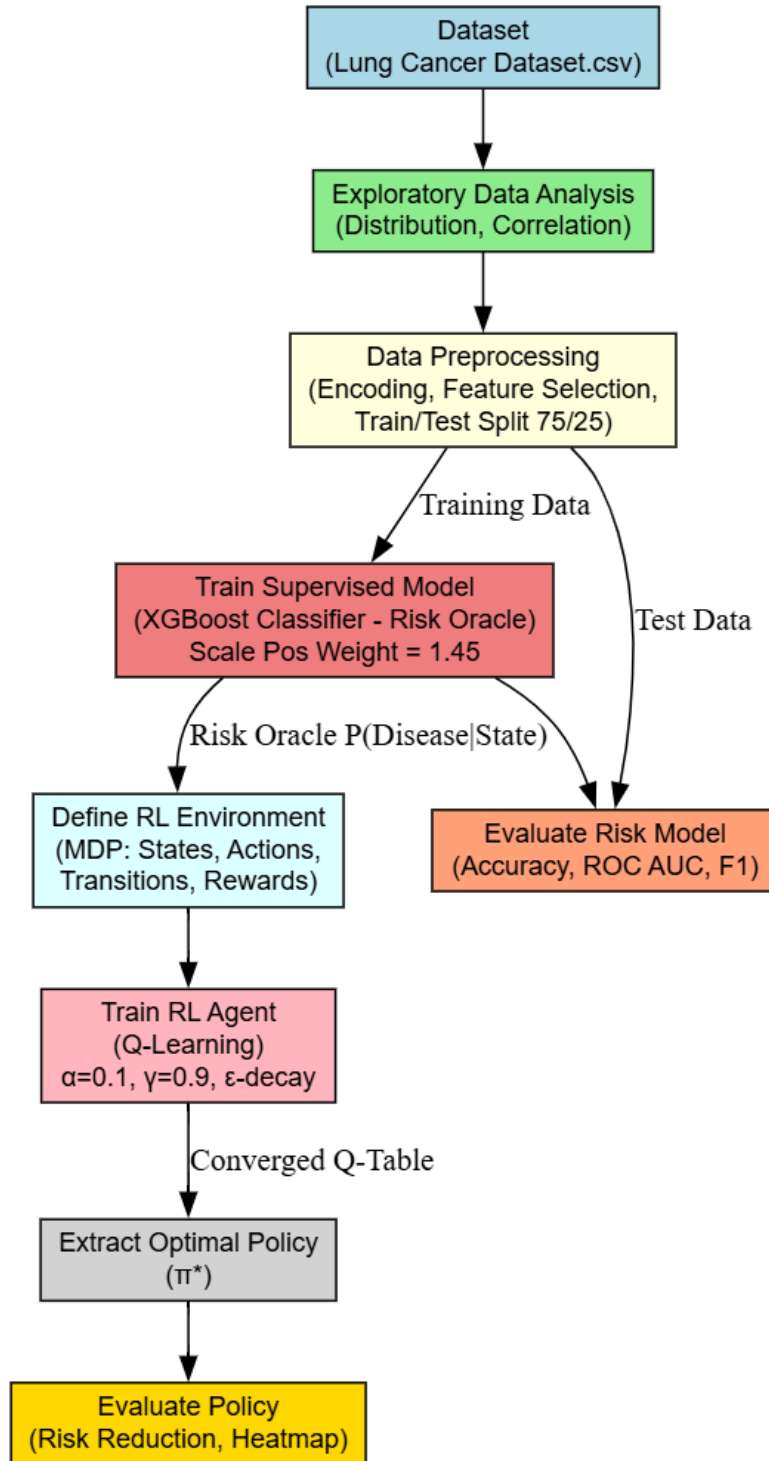 Dataset
(Lung Cancer Dataset.csv)
Exploratory Data Analysis
(Distribution, Correlation)
Data Preprocessing
(Encoding, Feature Selection,
Train/Test Split 75/25)
Training Data
Train Supervised Model
(XGBoost Classifier - Risk Oracle)
Scale Pos Weight = 1.45
Test Data
Risk Oracle P(Disease|State)
Define RL Environment
(MDP: States, Actions,
Transitions, Rewards)
Evaluate Risk Model
(Accuracy, ROC AUC, F1)
Train RL Agent
(Q-Learning)
α=0.1, γ=0.9, ε-decay
Converged Q-Table
Extract Optimal Policy
(π*)
Evaluate Policy
(Risk Reduction, Heatmap)